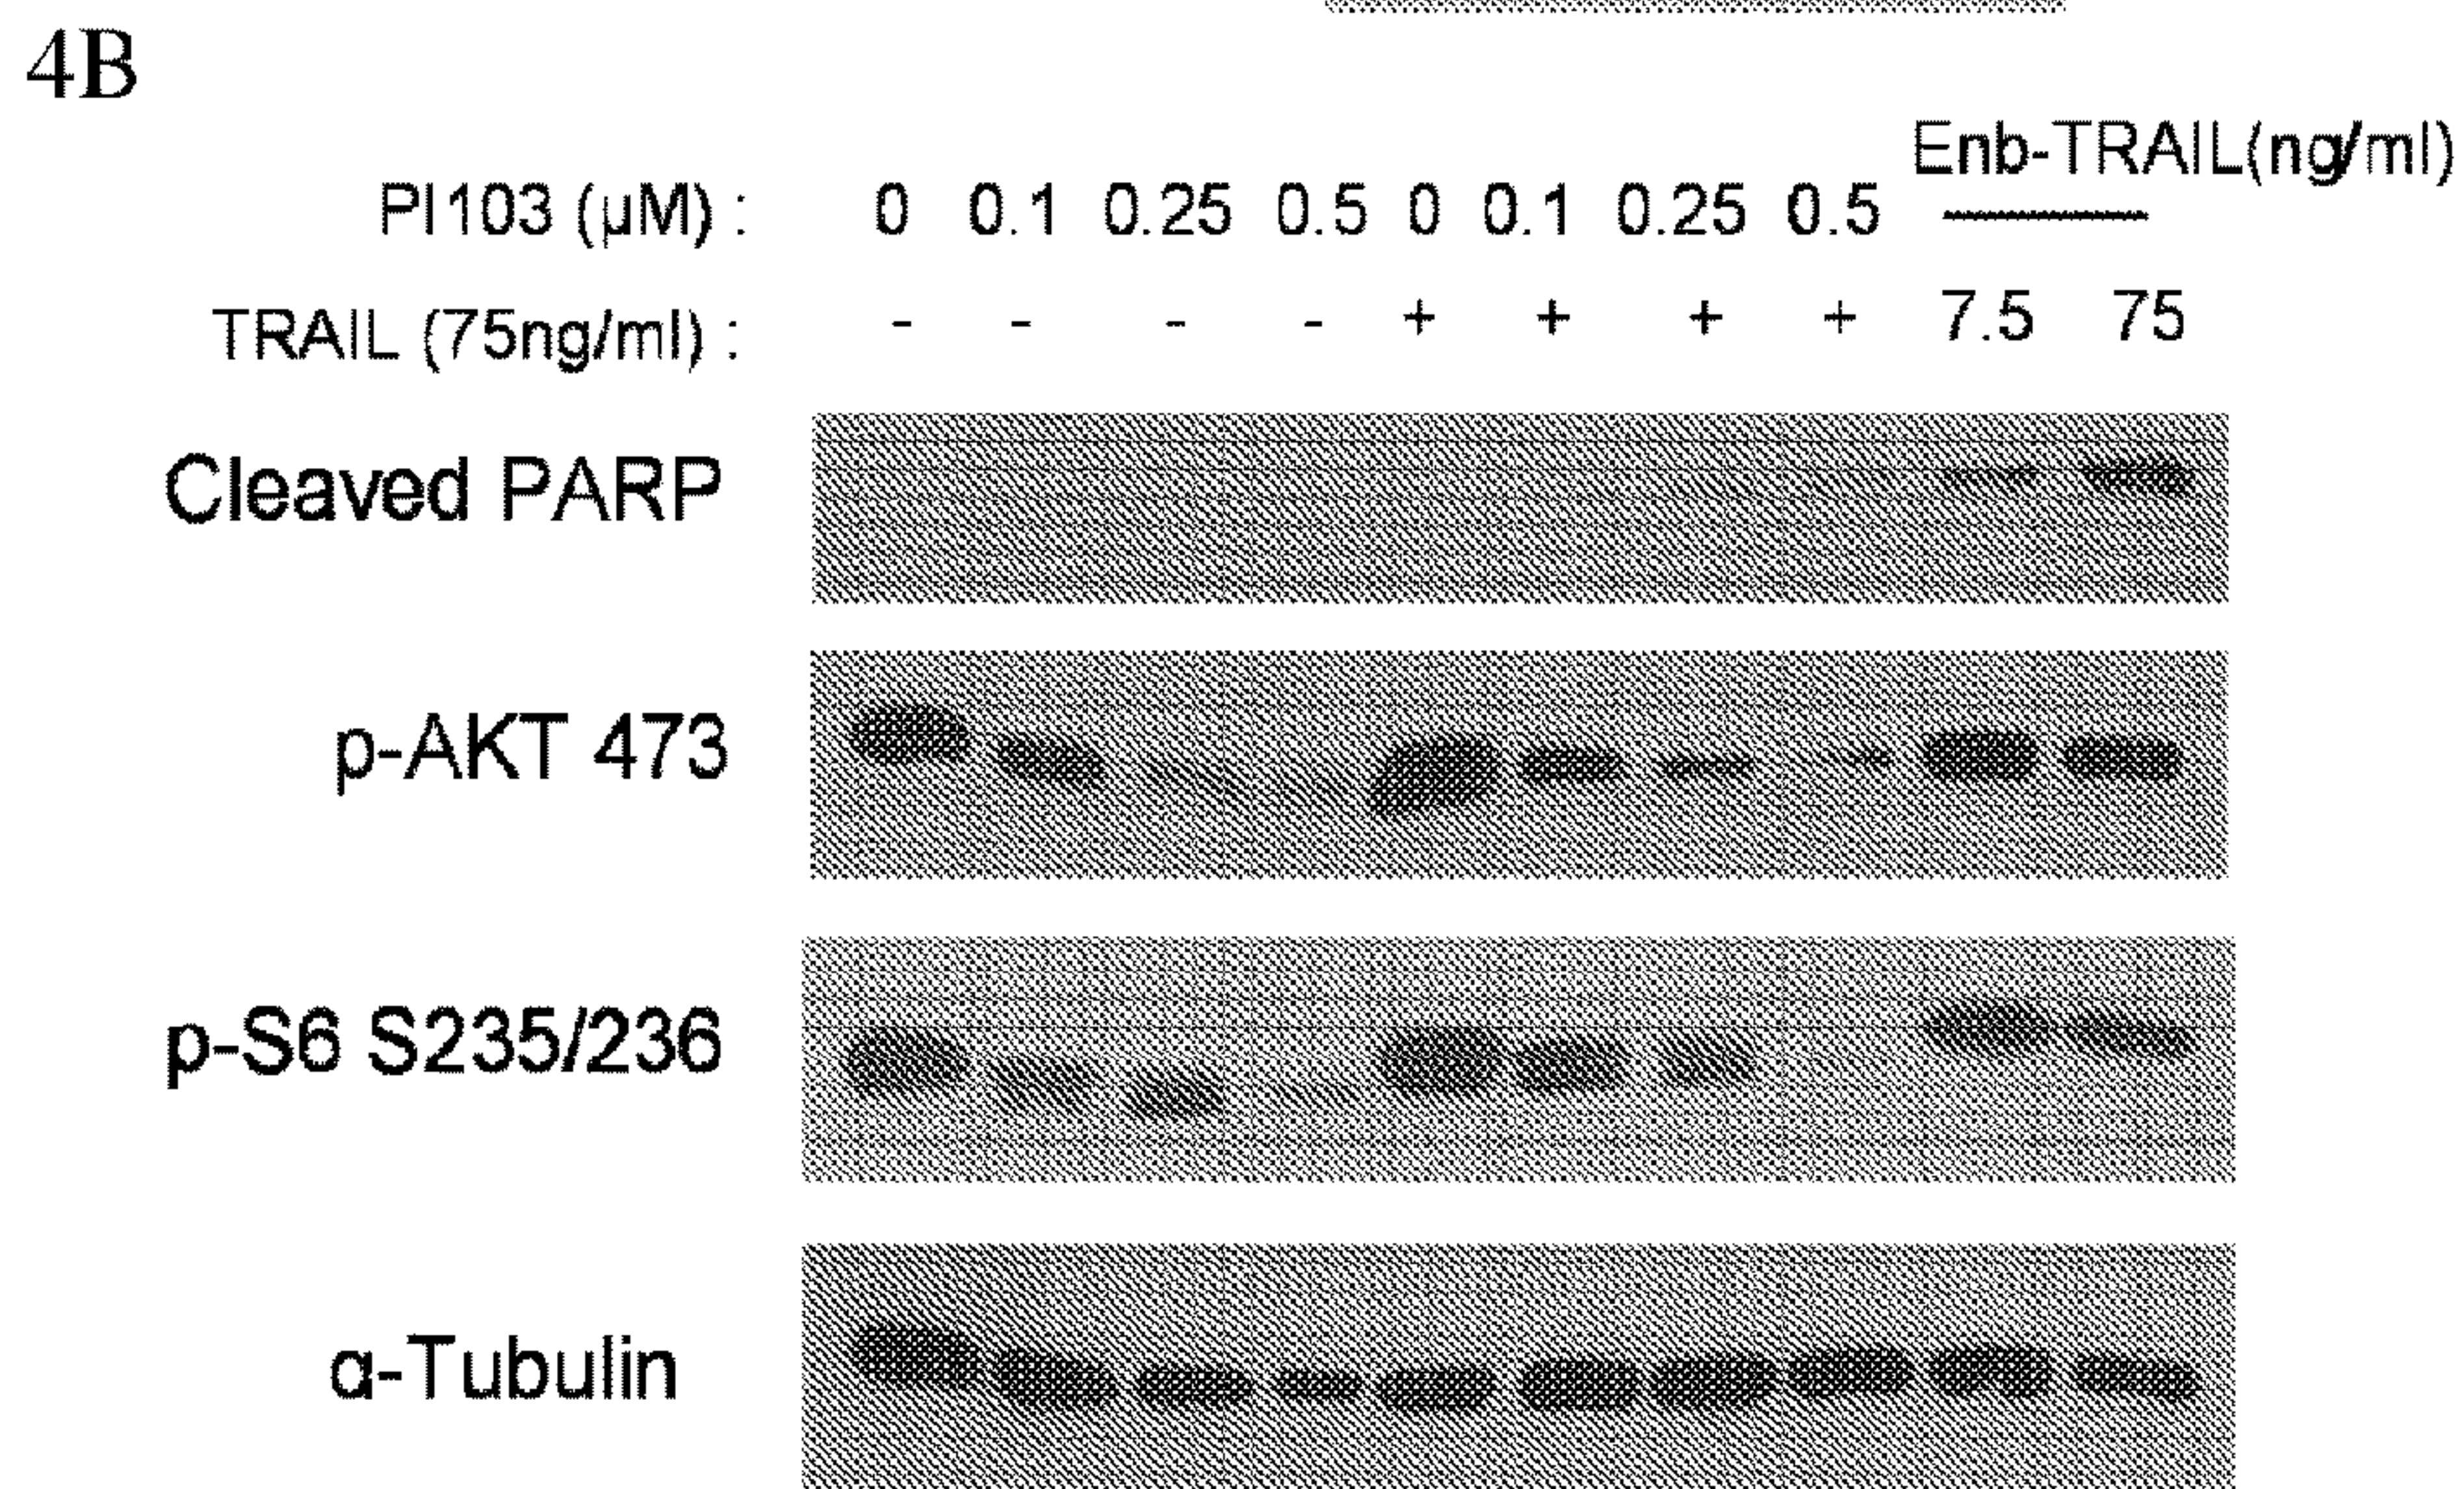 4B
Enb-TRAIL(ng/ml)
PI103 (µM) : 0 0.1 0.25 0.5 0 0.1 0.25 0.5
TRAIL (75ng/ml) : - - - - + + + + 7.5 75
Cleaved PARP
p-AKT 473
p-S6 S235/236
α-Tubulin